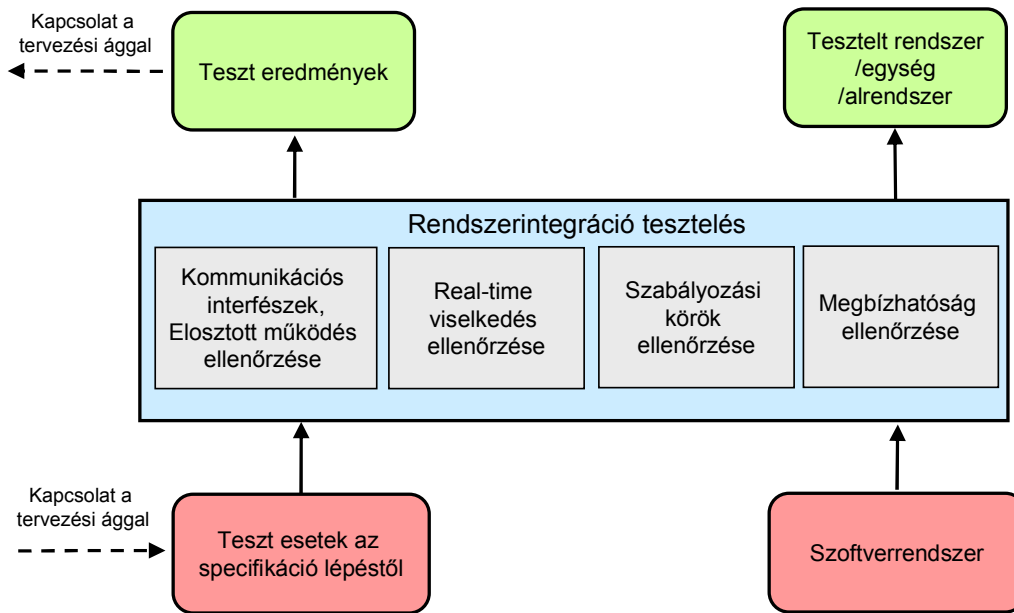 Kapcsolat a
tervezési ággal
Teszt eredmények
Tesztelt rendszer
/egység
/alrendszer
Rendszerintegráció tesztelés
Kommunikációs
interfészek,
Elosztott működés
ellenőrzése
Real-time
viselkedés
ellenőrzése
Szabályozási
körök
ellenőrzése
Megbízhatóság
ellenőrzése
Kapcsolat a
tervezési ággal
Teszt esetek az
specifikáció lépéstől
Szoftverrendszer